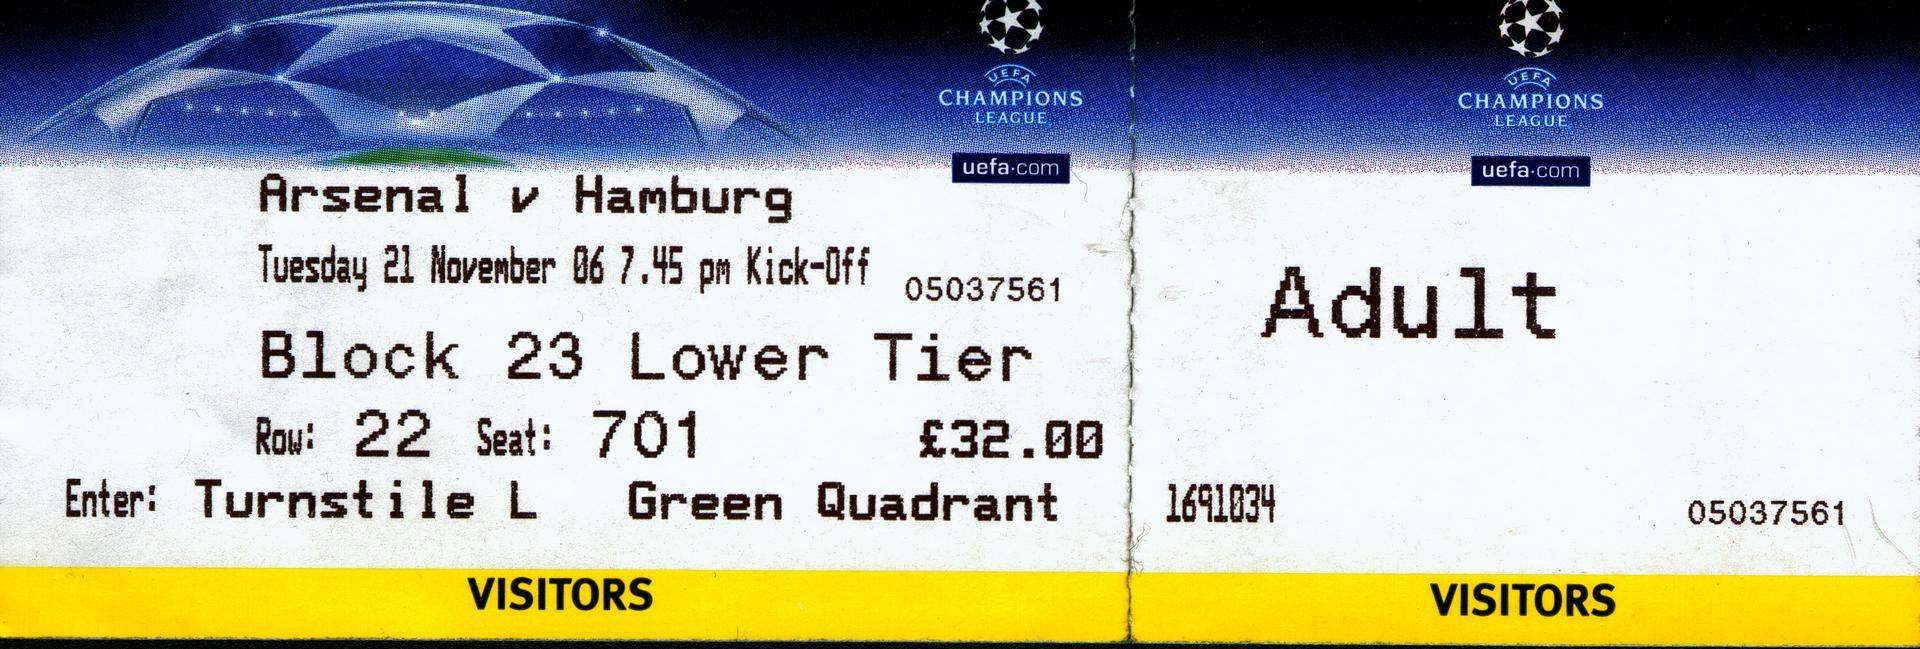 UEFA
CHAMPIONS
LEAGUE
uefa.com
Arsenal v Hamburg
Tuesday 21 November 06 7.45 pm Kick-Off
05037561
Block 23 Lower Tier
Row: 22 Seat: 701 £32.00
Enter: Turnstile L Green Quadrant
VISITORS
UEFA
CHAMPIONS
LEAGUE
uefa.com
Adult
1691034
05037561
VISITORS